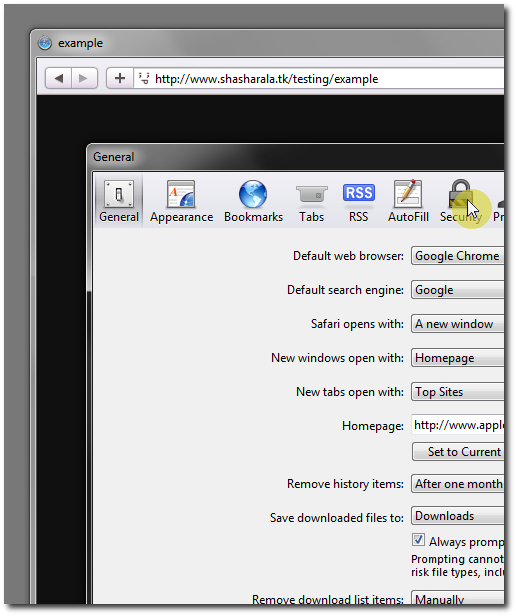 example
http://www.shasharala.tk/testing/example
General
RSS
General Appearance Bookmarks Tabs RSS AutoFill Security
Default web browser: Google Chrome
Default search engine: Google
Safari opens with: A new window
New windows open with: Homepage
New tabs open with: Top Sites
Homepage: http://www.apple
Set to Current
Remove history items: After one month
Save downloaded files to: Downloads
Always promp
Prompting cannot
risk file types, inclu
Remove download list items: Manually